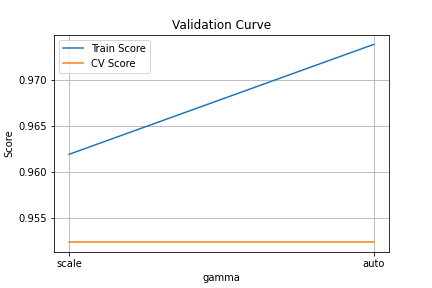 Validation Curve
Train Score
CV Score
0.970
0.965
0.960
0.955
Score
scale
auto
gamma